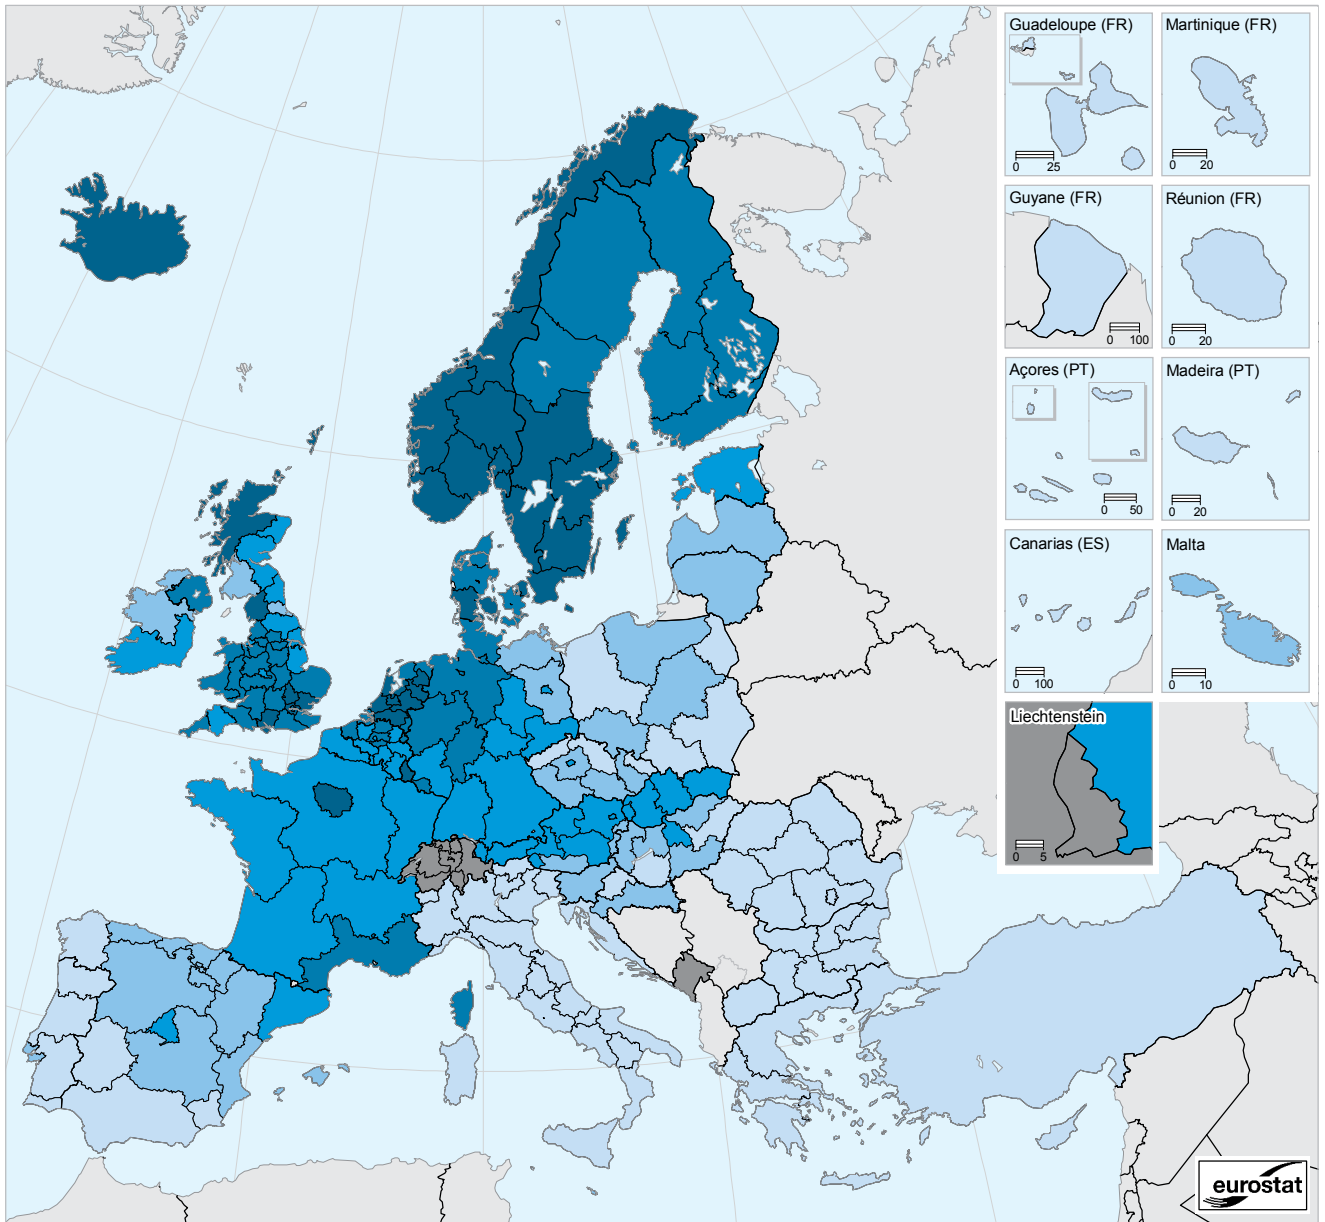 Guadeloupe (FR)
0 25
Martinique (FR)
0 20
Guyane (FR)
0 100
Réunion (FR)
0 20
Açores (PT)
0 50
Madeira (PT)
0 20
Canarias (ES)
0 100
Malta
0 10
Liechtenstein
0 5
eurostat